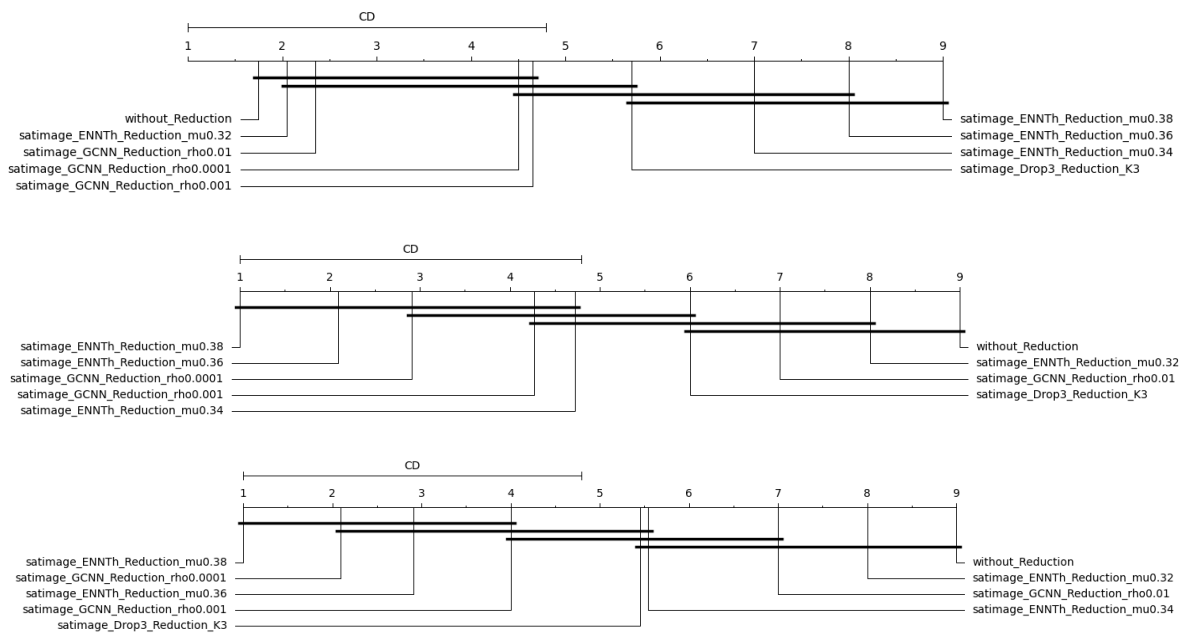 CD
1 2 3 4 5 6 7 8 9
without_Reduction satimage_ENNTh_Reduction_mu0.38
satimage_ENNTh_Reduction_mu0.32 satimage_ENNTh_Reduction_mu0.36
satimage_GCNN_Reduction_rho0.01 satimage_ENNTh_Reduction_mu0.34
satimage_GCNN_Reduction_rho0.0001 satimage_Drop3_Reduction_K3
satimage_GCNN_Reduction_rho0.001
CD
1 2 3 4 5 6 7 8 9
satimage_ENNTh_Reduction_mu0.38 without_Reduction
satimage_ENNTh_Reduction_mu0.36 satimage_ENNTh_Reduction_mu0.32
satimage_GCNN_Reduction_rho0.0001 satimage_GCNN_Reduction_rho0.01
satimage_GCNN_Reduction_rho0.001 satimage_Drop3_Reduction_K3
satimage_ENNTh_Reduction_mu0.34
CD
1 2 3 4 5 6 7 8 9
satimage_ENNTh_Reduction_mu0.38 without_Reduction
satimage_GCNN_Reduction_rho0.0001 satimage_ENNTh_Reduction_mu0.32
satimage_ENNTh_Reduction_mu0.36 satimage_GCNN_Reduction_rho0.01
satimage_GCNN_Reduction_rho0.001 satimage_ENNTh_Reduction_mu0.34
satimage_Drop3_Reduction_K3